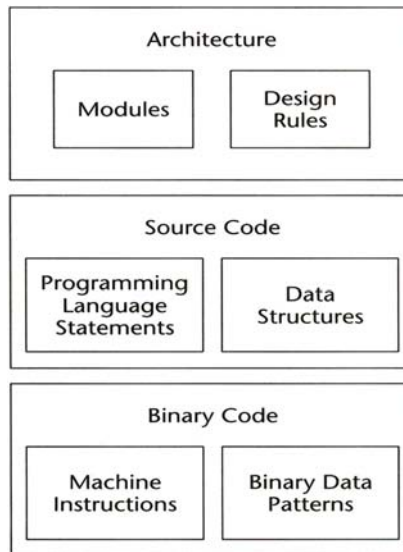 Architecture
Modules
Design
Rules
Source Code
Programming
Language
Statements
Data
Structures
Binary Code
Machine
Instructions
Binary Data
Patterns